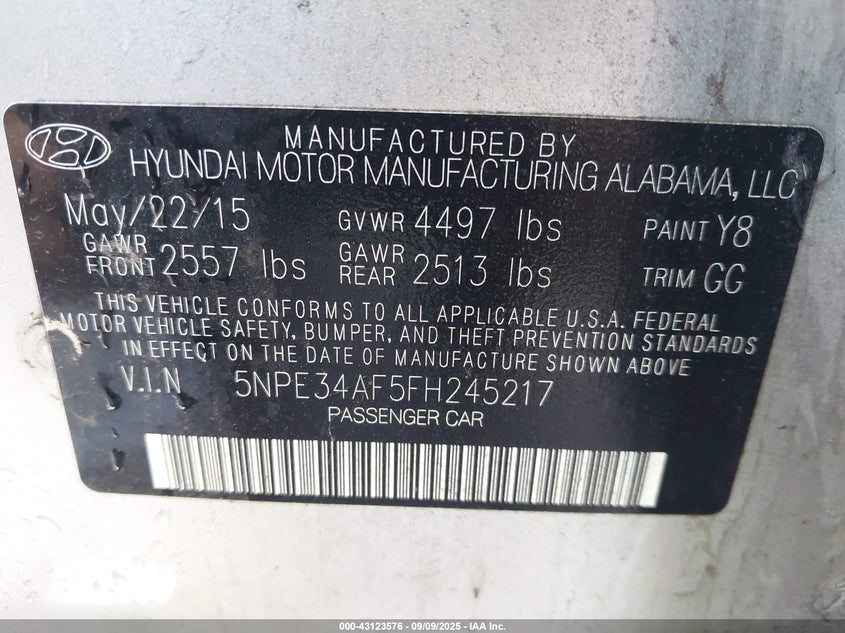 MANUFACTURED BY
HYUNDAI MOTOR MANUFACTURING ALABAMA, LLC
May/22/15 GVWR 4497 lbs PAINT Y8
GAWR FRONT 2557 lbs GAWR REAR 2513 lbs TRIM GG
THIS VEHICLE CONFORMS TO ALL APPLICABLE U.S.A. FEDERAL
MOTOR VEHICLE SAFETY, BUMPER, AND THEFT PREVENTION STANDARDS
IN EFFECT ON THE DATE OF MANUFACTURE SHOWN ABOVE
V.I.N 5NPE34AF5FH245217
PASSENGER CAR
000-43123576 - 09/09/2025 - IAA Inc.